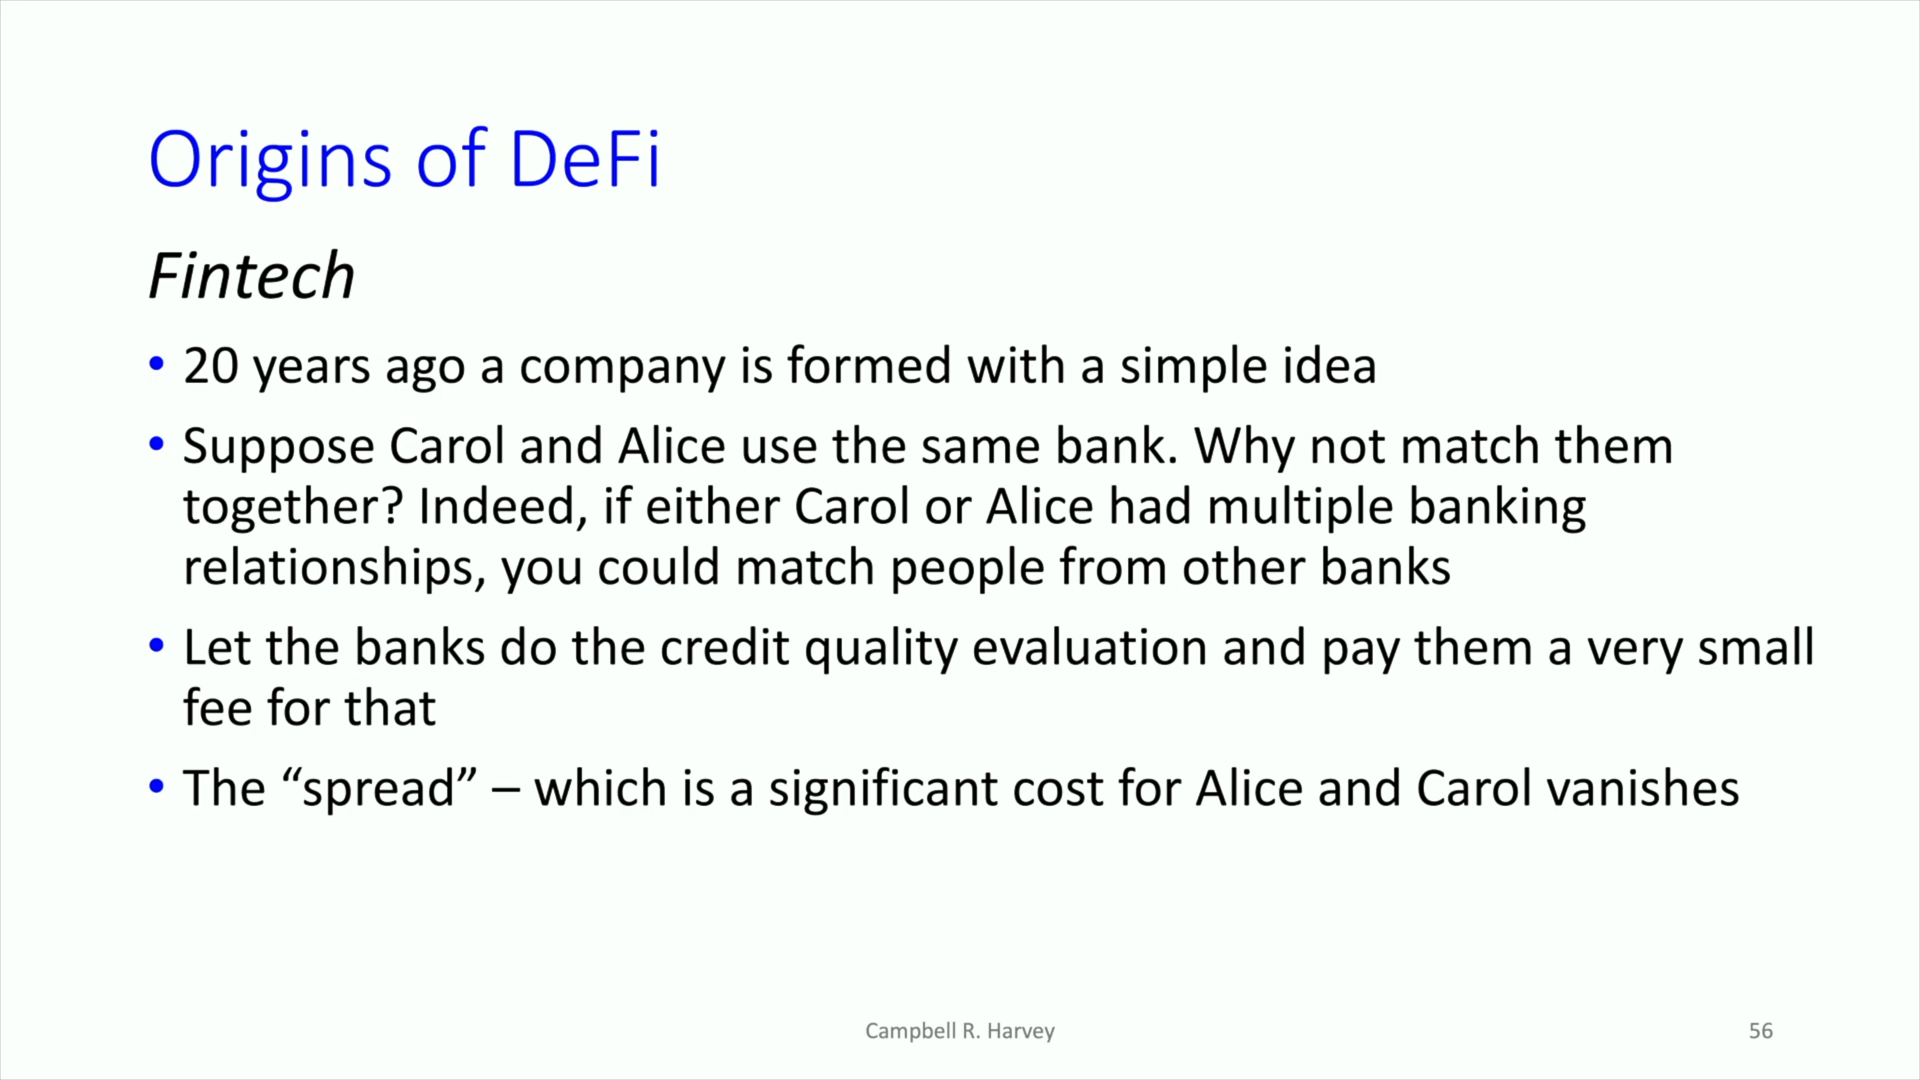 Origins of DeFi
Fintech
• 20 years ago a company is formed with a simple idea
• Suppose Carol and Alice use the same bank. Why not match them
together? Indeed, if either Carol or Alice had multiple banking
relationships, you could match people from other banks
• Let the banks do the credit quality evaluation and pay them a very small
fee for that
• The “spread” – which is a significant cost for Alice and Carol vanishes
Campbell R. Harvey
56